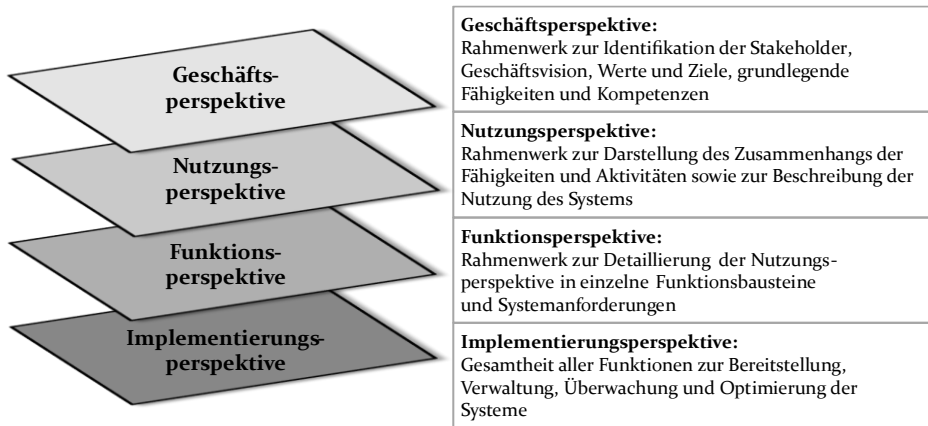 Geschäfts-
perspektive
Geschäftsperspektive:
Rahmenwerk zur Identifikation der Stakeholder,
Geschäftsvision, Werte und Ziele, grundlegende
Fähigkeiten und Kompetenzen
Nutzungs-
perspektive
Nutzungsperspektive:
Rahmenwerk zur Darstellung des Zusammenhangs der
Fähigkeiten und Aktivitäten sowie zur Beschreibung der
Nutzung des Systems
Funktions-
perspektive
Funktionsperspektive:
Rahmenwerk zur Detaillierung der Nutzungs-
perspektive in einzelne Funktionsbausteine
und Systemanforderungen
Implementierungs-
perspektive
Implementierungsperspektive:
Gesamtheit aller Funktionen zur Bereitstellung,
Verwaltung, Überwachung und Optimierung der
Systeme